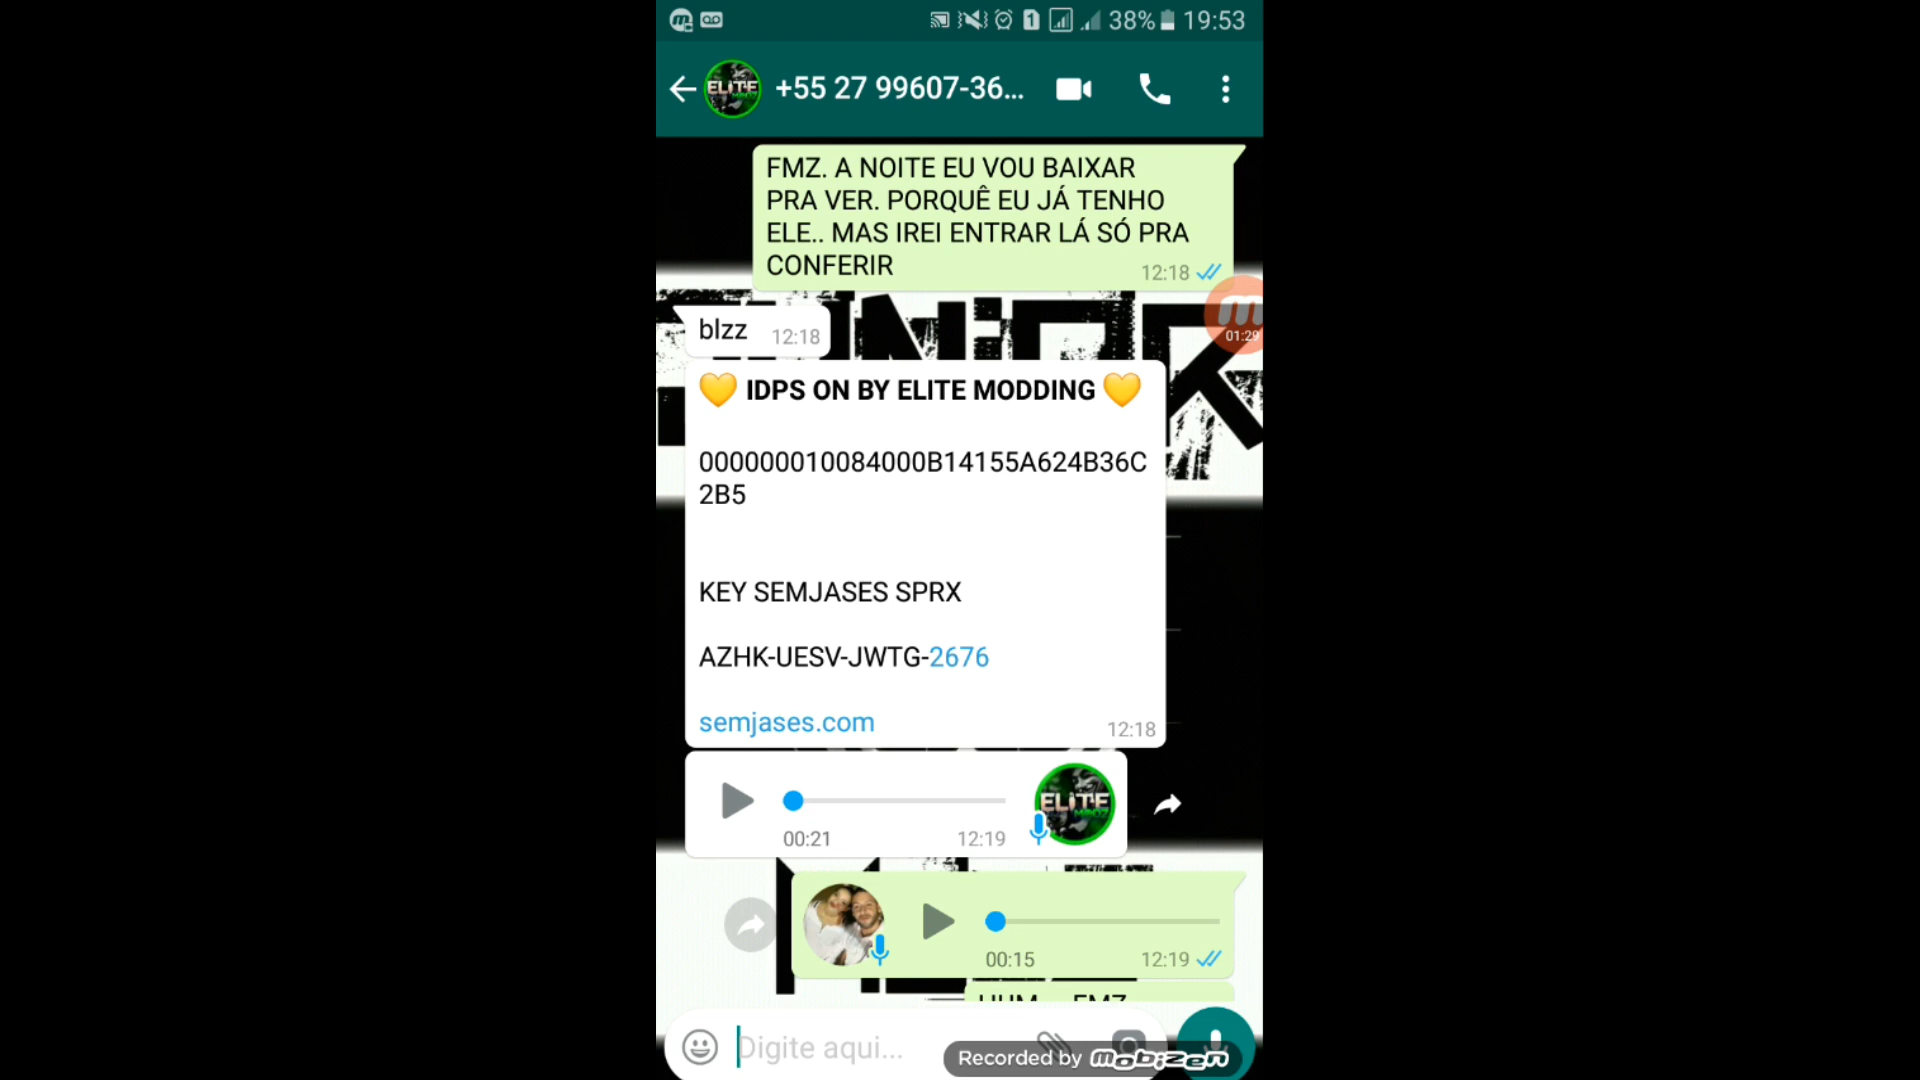 38% 19:53
ELITE
+55 27 99607-36...
FMZ. A NOITE EU VOU BAIXAR
PRA VER. PORQUÊ EU JÁ TENHO
ELE.. MAS IREI ENTRAR LÁ SÓ PRA
CONFERIR
12:18
01:29
blzz 12:18
💛 IDPS ON BY ELITE MODDING 💛
000000010084000B14155A624B36C
2B5
KEY SEMJASES SPRX
AZHK-UESV-JWTG-2676
semjases.com
12:18
ELITE
MODZ
00:21 12:19
00:15 12:19
HUM... FMZ
Digite aqui...
Recorded by mobizen